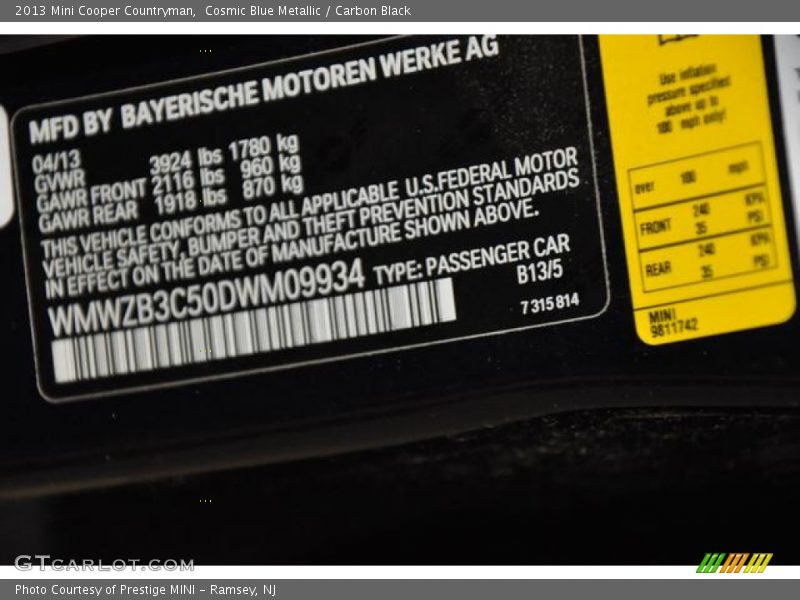 2013 Mini Cooper Countryman,  Cosmic Blue Metallic / Carbon Black
MFD BY BAYERISCHE MOTOREN WERKE AG
04/13
GVWR 3924 lbs 1780 kg
GAWR FRONT 2116 lbs 960 kg
GAWR REAR 1918 lbs 870 kg
THIS VEHICLE CONFORMS TO ALL APPLICABLE U.S.FEDERAL MOTOR
VEHICLE SAFETY, BUMPER AND THEFT PREVENTION STANDARDS
IN EFFECT ON THE DATE OF MANUFACTURE SHOWN ABOVE.
WMWZB3C50DWM09934 TYPE: PASSENGER CAR
B13/5
7 315 814
Use inflation
pressure specified
above up to
100 mph only!
over 100 mph
FRONT 240 KPA
35 PSI
REAR 240 KPA
35 PSI
MINI
9811742
GTCARLOT.COM
Photo Courtesy of Prestige MINI - Ramsey, NJ